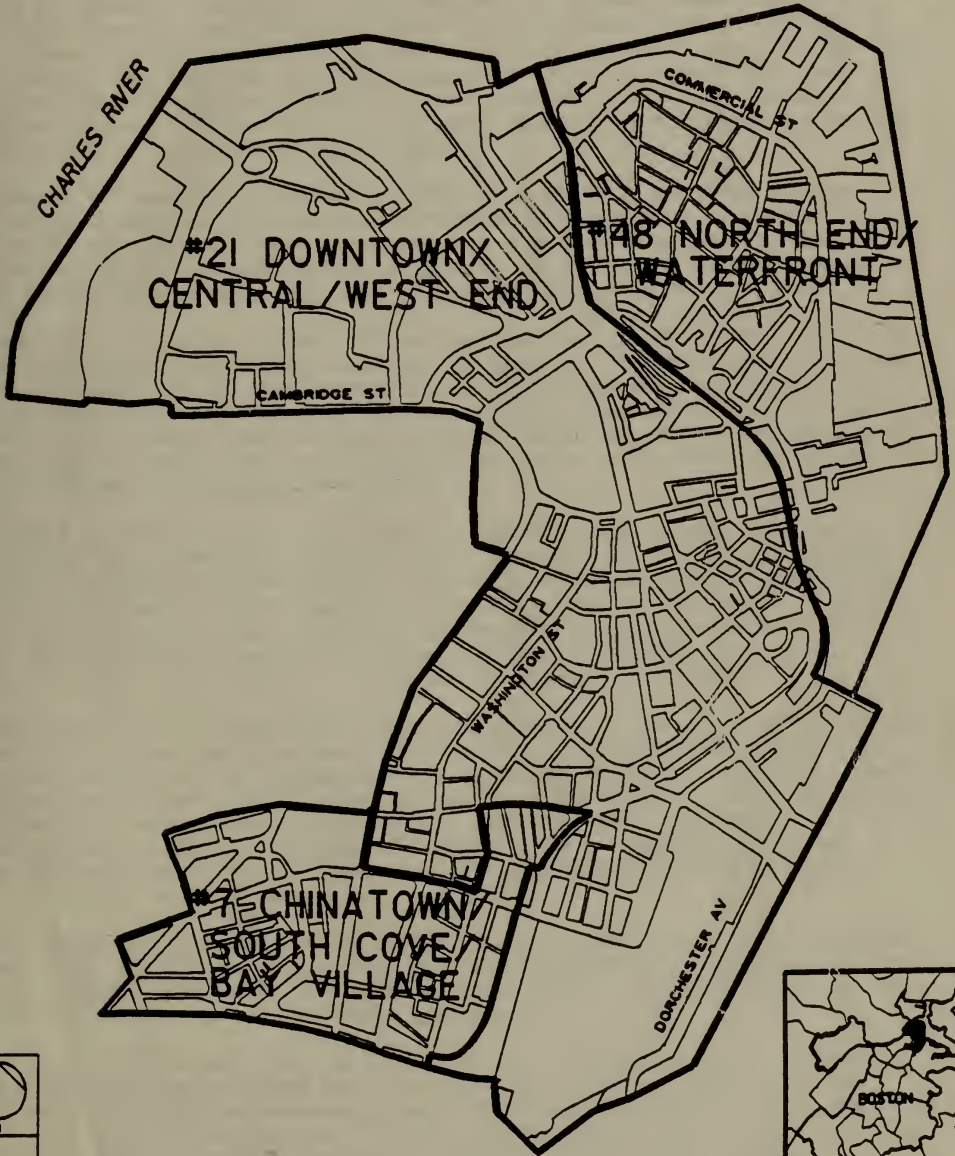 CHARLES RIVER
COMMERCIAL ST
#21 DOWNTOWN/
CENTRAL/WEST END
#48 NORTH END/
WATERFRONT
CAMBRIDGE ST
WASHINGTON ST
#7 CHINATOWN/
SOUTH COVE/
BAY VILLAGE
DORCHESTER AV
BOSTON